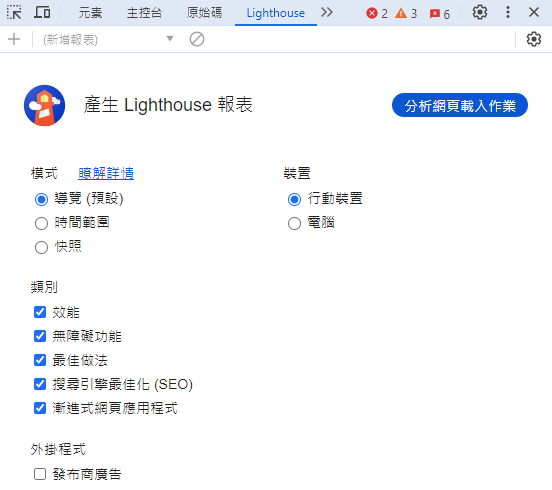 元素 主控台 原始碼 Lighthouse 2 3 6
(新增報表)
產生 Lighthouse 報表 分析網頁載入作業
模式 瞭解詳情 裝置
導覽 (預設) 行動裝置
時間範圍 電腦
快照
類別
效能
無障礙功能
最佳做法
搜尋引擎最佳化 (SEO)
漸進式網頁應用程式
外掛程式
發布商廣告